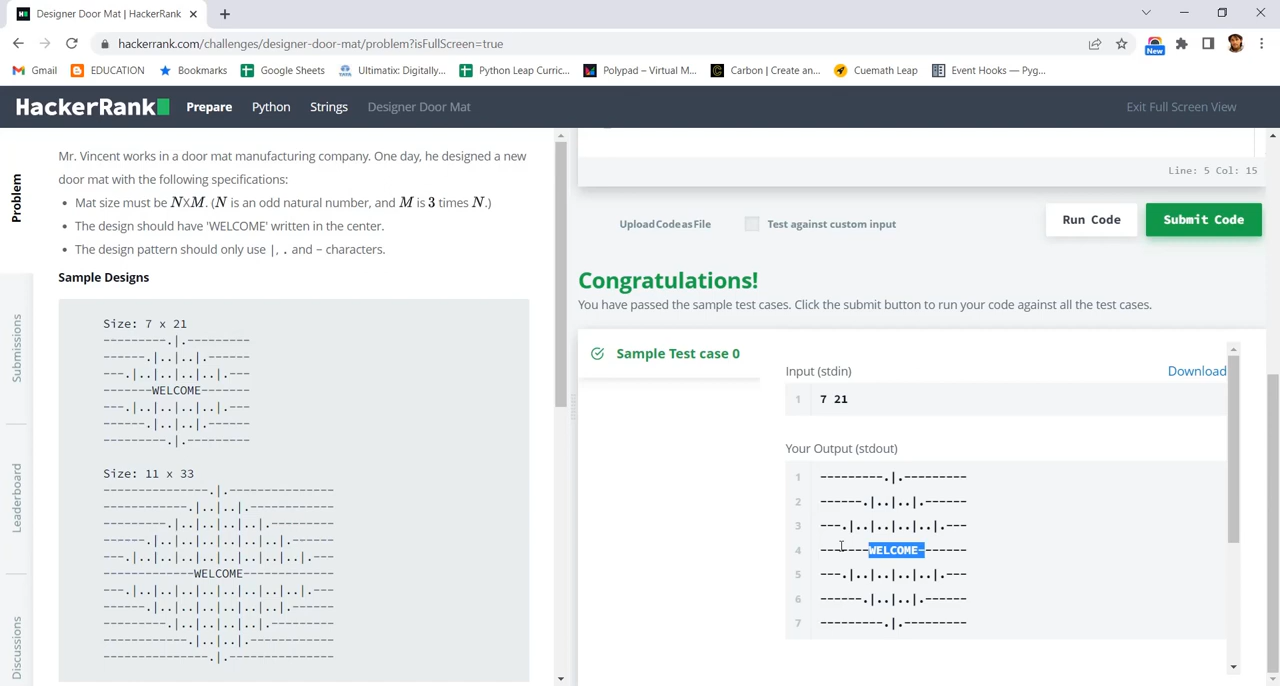 Designer Door Mat | HackerRank
hackerrank.com/challenges/designer-door-mat/problem?isFullScreen=true
New
Gmail EDUCATION Bookmarks Google Sheets Ultimatix: Digitally... Python Leap Curric... Polypad – Virtual M... Carbon | Create an... Cuemath Leap Event Hooks — Pyg...
HackerRank Prepare Python Strings Designer Door Mat Exit Full Screen View
Problem
Submissions
Leaderboard
Discussions
Mr. Vincent works in a door mat manufacturing company. One day, he designed a new
door mat with the following specifications:
• Mat size must be NXM. (N is an odd natural number, and M is 3 times N.)
• The design should have 'WELCOME' written in the center.
• The design pattern should only use |, . and - characters.
Sample Designs
Size: 7 x 21
---------.|.---------
------.|..|..|.------
---.|..|..|..|..|.---
-------WELCOME-------
---.|..|..|..|..|.---
------.|..|..|.------
---------.|.---------
Size: 11 x 33
---------------.|.---------------
------------.|..|..|.------------
---------.|..|..|..|..|.---------
------.|..|..|..|..|..|..|.------
---.|..|..|..|..|..|..|..|..|.---
-------------WELCOME-------------
---.|..|..|..|..|..|..|..|..|.---
------.|..|..|..|..|..|..|.------
---------.|..|..|..|..|.---------
------------.|..|..|.------------
---------------.|.---------------
Line: 5 Col: 15
Upload Code as File Test against custom input Run Code Submit Code
Congratulations!
You have passed the sample test cases. Click the submit button to run your code against all the test cases.
Sample Test case 0
Input (stdin) Download
1 7 21
Your Output (stdout)
1 ---------.|.---------
2 ------.|..|..|.------
3 ---.|..|..|..|..|.---
4 -------WELCOME-------
5 ---.|..|..|..|..|.---
6 ------.|..|..|.------
7 ---------.|.---------